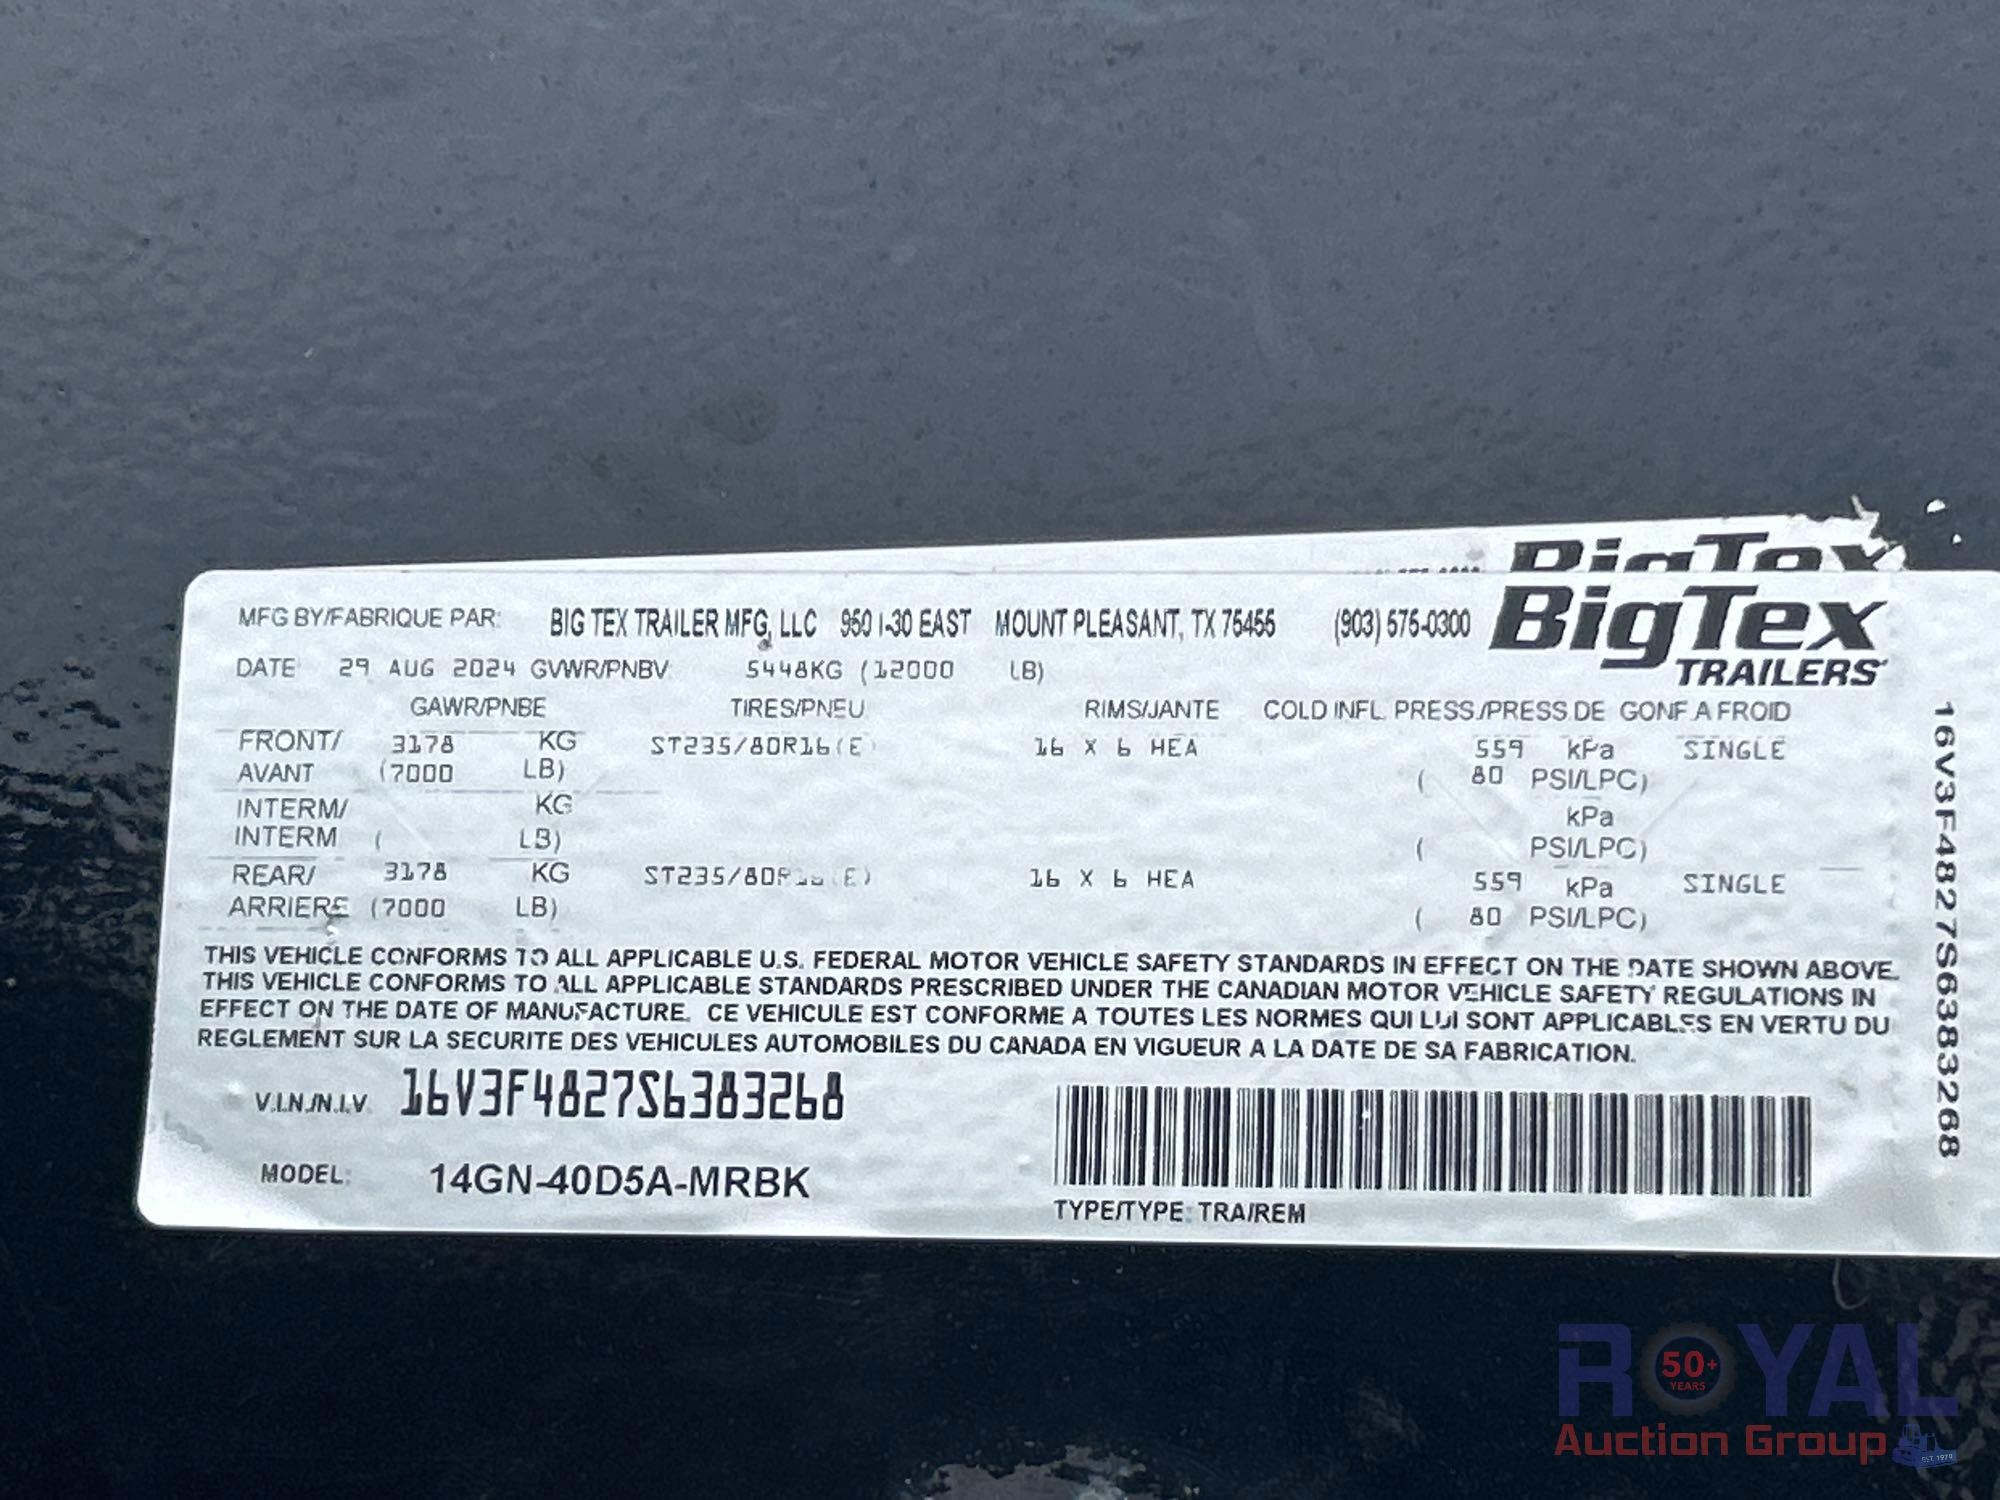 BigTex
MFG BY/FABRIQUE PAR: BIG TEX TRAILER MFG, LLC 950 I-30 EAST MOUNT PLEASANT, TX 75455 (903) 575-0300 BigTex
TRAILERS
DATE 29 AUG 2024 GVWR/PNBV 5448KG (12000 LB)
GAWR/PNBE TIRES/PNEU RIMS/JANTE COLD INFL. PRESS./PRESS.DE GONF.A FROID
FRONT/ 3178 KG ST235/80R16(E) 16 X 6 HEA 559 kPa SINGLE
AVANT (7000 LB) ( 80 PSI/LPC)
INTERM/ KG kPa
INTERM ( LB) ( PSI/LPC)
REAR/ 3178 KG ST235/80R16(E) 16 X 6 HEA 559 kPa SINGLE
ARRIERE (7000 LB) ( 80 PSI/LPC)
THIS VEHICLE CONFORMS TO ALL APPLICABLE U.S. FEDERAL MOTOR VEHICLE SAFETY STANDARDS IN EFFECT ON THE DATE SHOWN ABOVE.
THIS VEHICLE CONFORMS TO ALL APPLICABLE STANDARDS PRESCRIBED UNDER THE CANADIAN MOTOR VEHICLE SAFETY REGULATIONS IN
EFFECT ON THE DATE OF MANUFACTURE. CE VEHICULE EST CONFORME A TOUTES LES NORMES QUI LUI SONT APPLICABLES EN VERTU DU
REGLEMENT SUR LA SECURITE DES VEHICULES AUTOMOBILES DU CANADA EN VIGUEUR A LA DATE DE SA FABRICATION.
V.I.N./N.I.V. 16V3F4827S6383268
MODEL: 14GN-40D5A-MRBK
TYPE/TYPE: TRA/REM
16V3F4827S6383268
ROYAL
50+
YEARS
Auction Group
EST. 1970